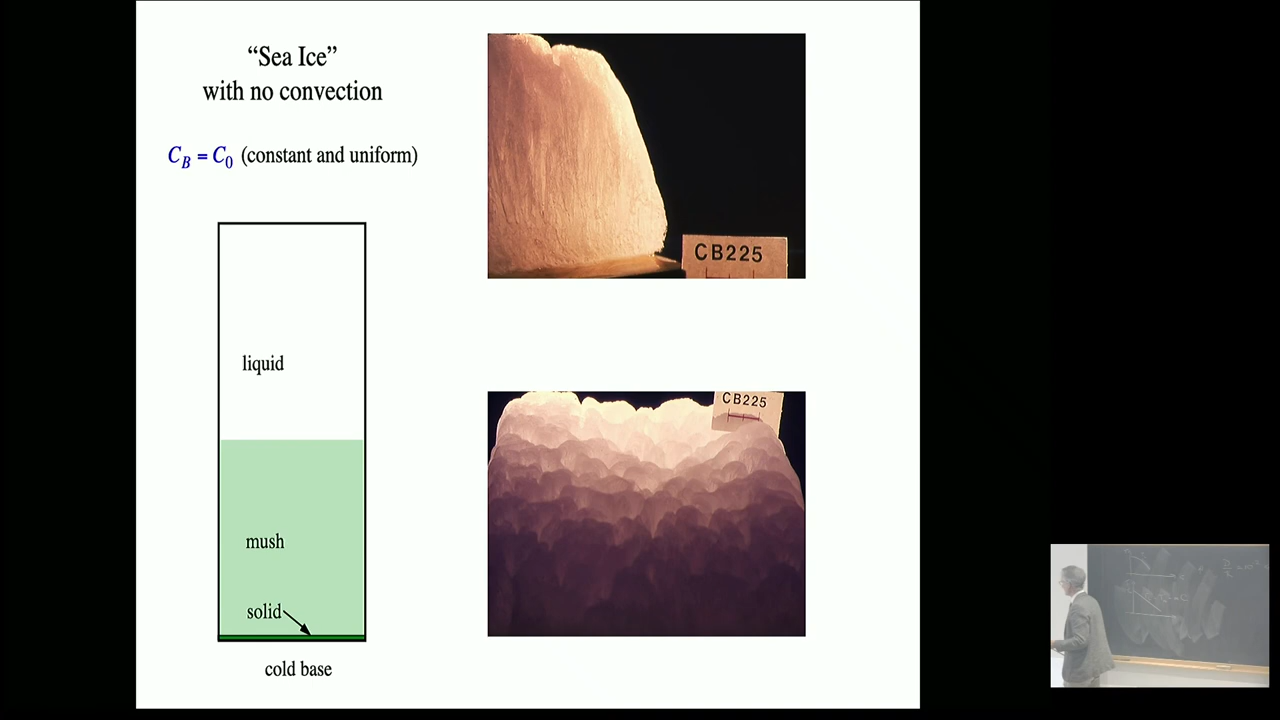 “Sea Ice”
with no convection
C_B = C_0 (constant and uniform)
liquid
mush
solid
cold base
CB225
CB225